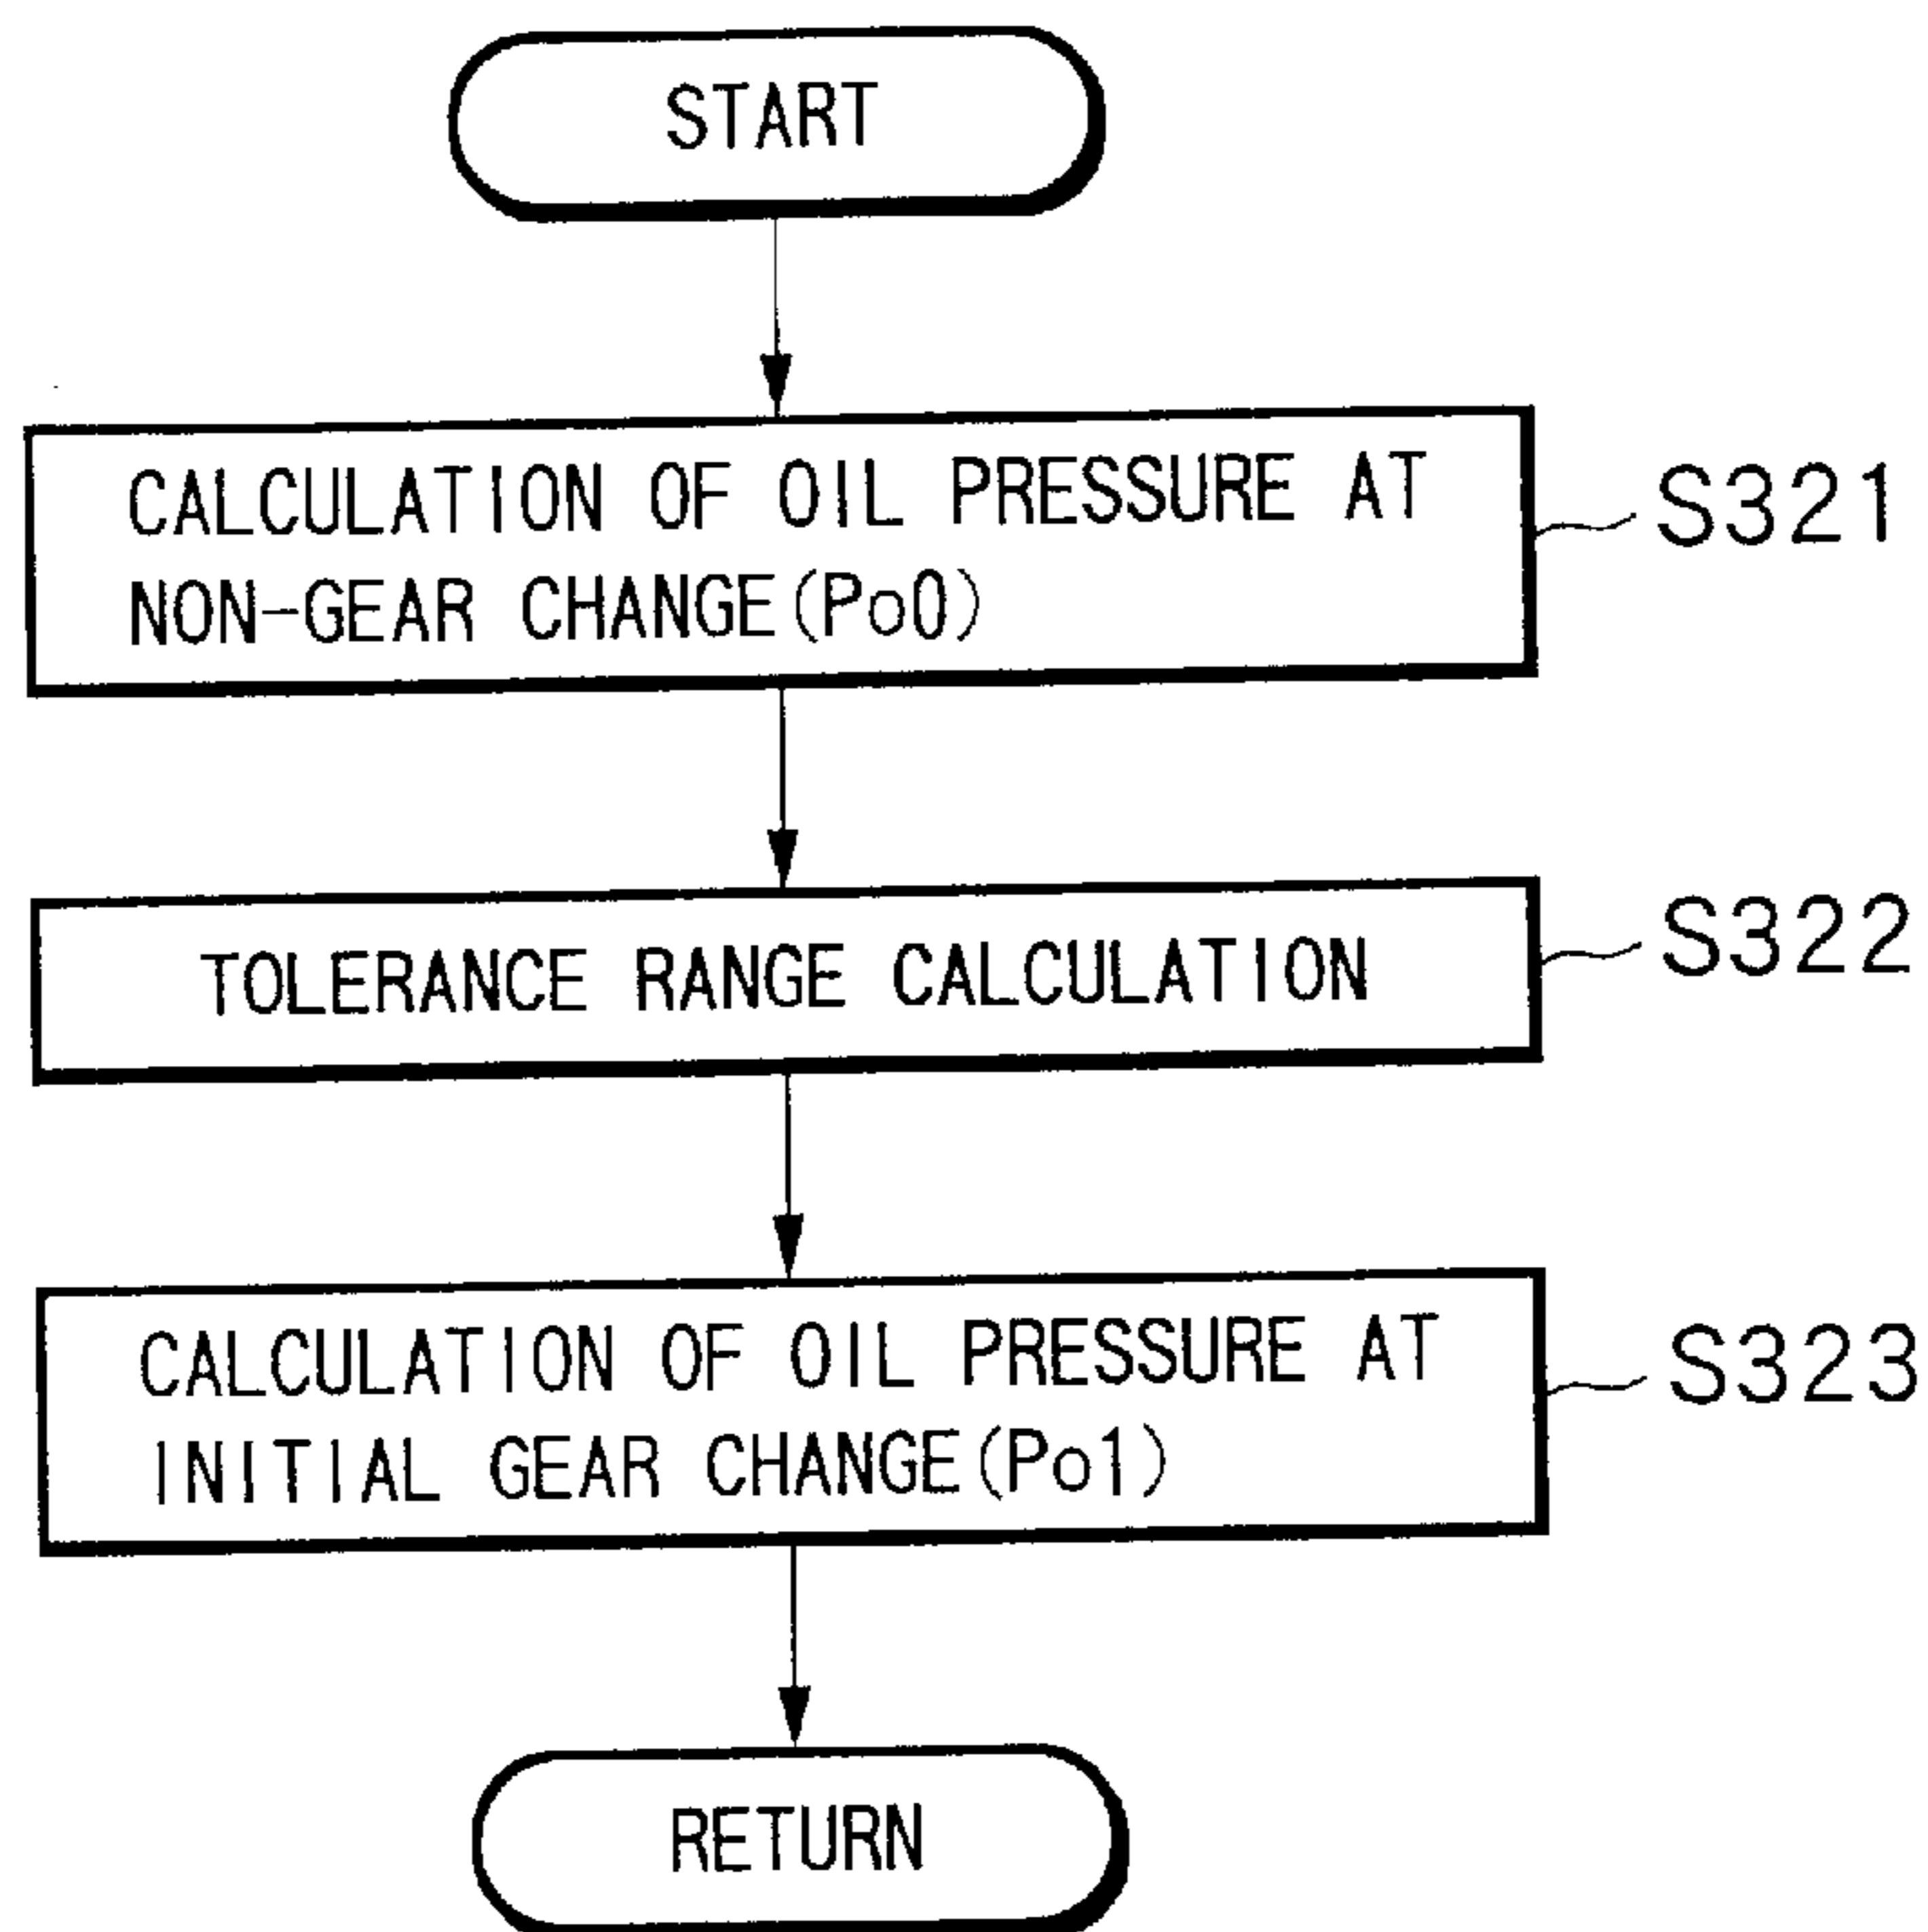 START
CALCULATION OF OIL PRESSURE AT
NON-GEAR CHANGE(Po0)
S321
TOLERANCE RANGE CALCULATION
S322
CALCULATION OF OIL PRESSURE AT
INITIAL GEAR CHANGE(Po1)
S323
RETURN